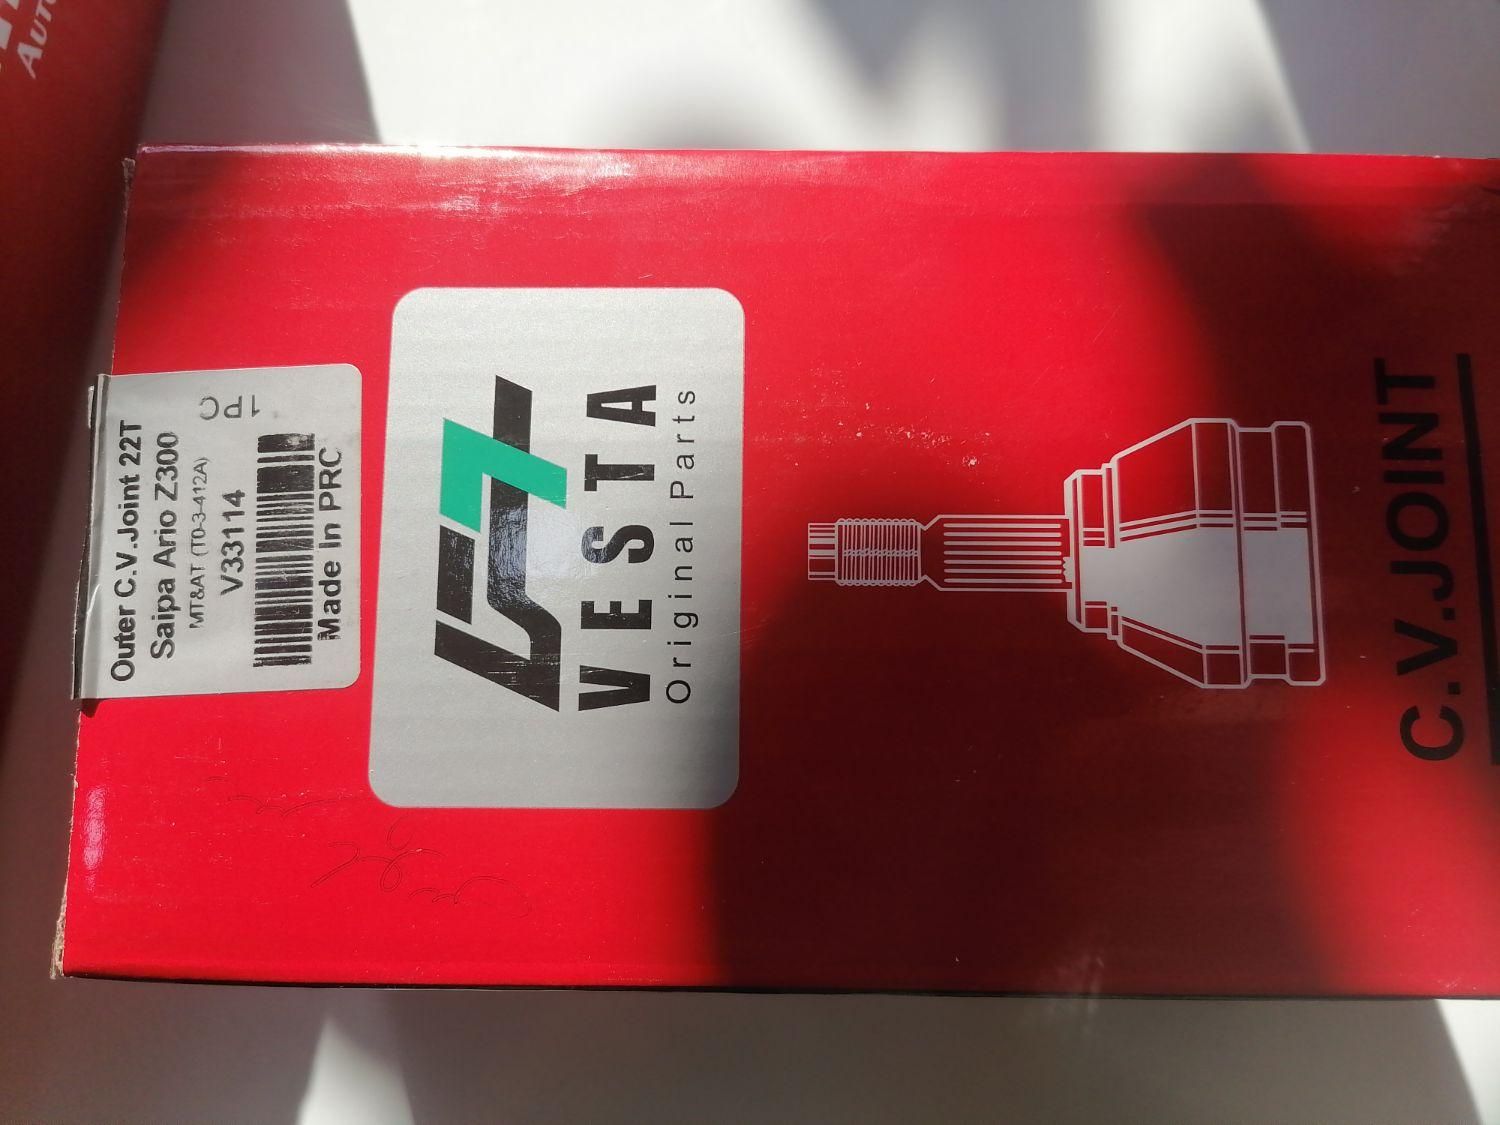 Outer C.V.Joint 22T
Saipa Ario Z300
MT&AT (T0-3-412A)
V33114
1PC
Made In PRC
VESTA
Original Parts
C.V.JOINT